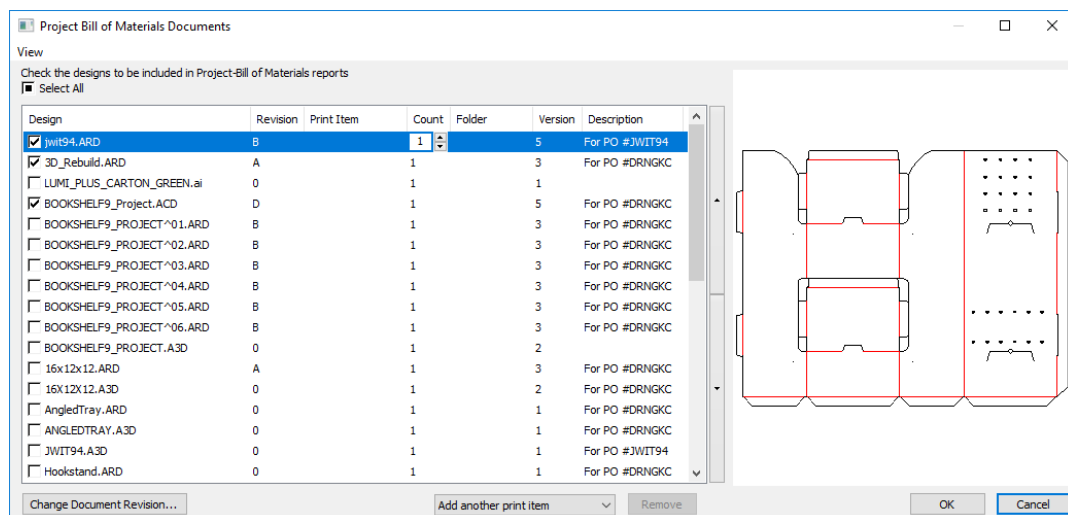 Project Bill of Materials Documents
View
Check the designs to be included in Project-Bill of Materials reports
Select All
Design Revision Print Item Count Folder Version Description
jwit94.ARD B 1 5 For PO #JWIT94
3D_Rebuild.ARD A 1 3 For PO #DRNGKC
LUMI_PLUS_CARTON_GREEN.ai 0 1 1
BOOKSHELF9_Project.ACD D 1 5 For PO #DRNGKC
BOOKSHELF9_PROJECT^01.ARD B 1 3 For PO #DRNGKC
BOOKSHELF9_PROJECT^02.ARD B 1 3 For PO #DRNGKC
BOOKSHELF9_PROJECT^03.ARD B 1 3 For PO #DRNGKC
BOOKSHELF9_PROJECT^04.ARD B 1 3 For PO #DRNGKC
BOOKSHELF9_PROJECT^05.ARD B 1 3 For PO #DRNGKC
BOOKSHELF9_PROJECT^06.ARD B 1 3 For PO #DRNGKC
BOOKSHELF9_PROJECT.A3D 0 1 2
16x12x12.ARD A 1 3 For PO #DRNGKC
16X12X12.A3D 0 1 2 For PO #DRNGKC
AngledTray.ARD 0 1 1 For PO #DRNGKC
ANGLEDTRAY.A3D 0 1 1 For PO #DRNGKC
JWIT94.A3D 0 1 1 For PO #JWIT94
Hookstand.ARD 0 1 1 For PO #DRNGKC
Change Document Revision... Add another print item Remove OK Cancel